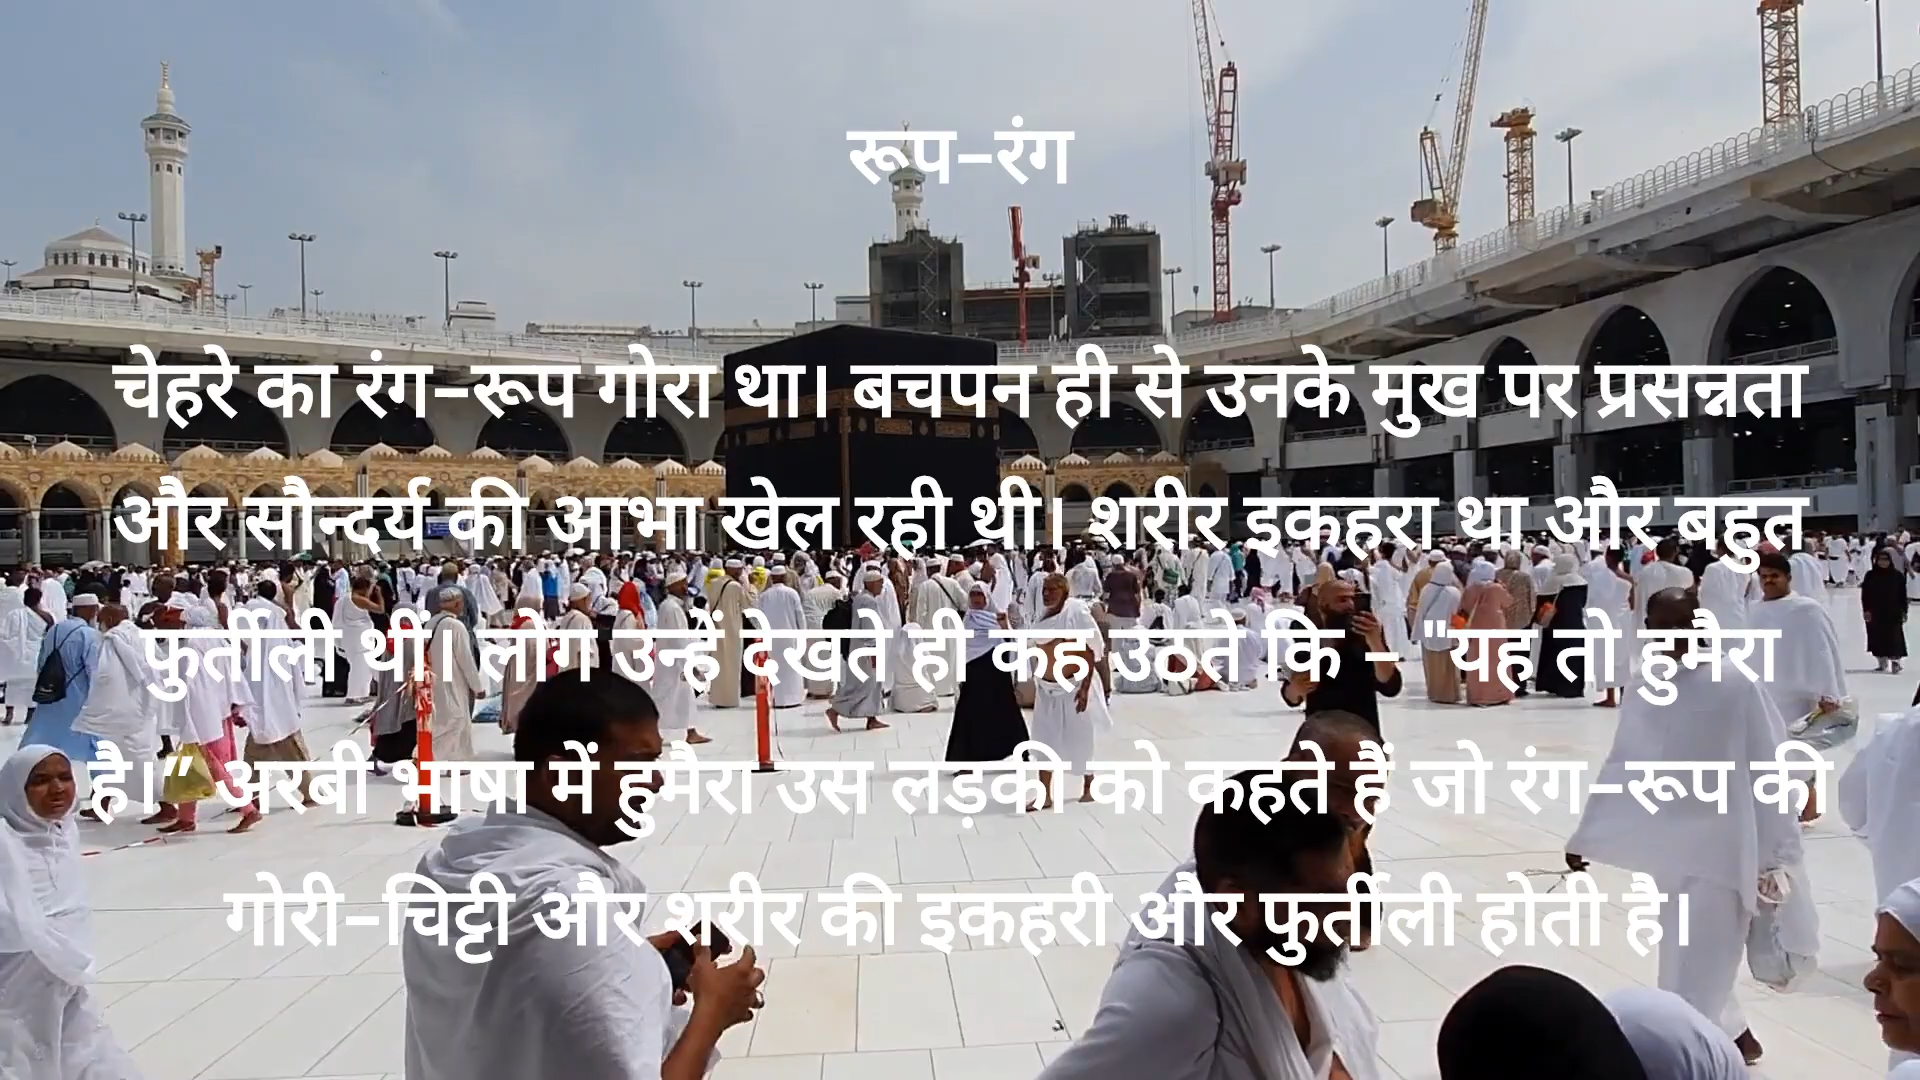 रूप-रंग
चेहरे का रंग-रूप गोरा था। बचपन ही से उनके मुख पर प्रसन्नता
और सौन्दर्य की आभा खेल रही थी। शरीर इकहरा था और बहुत
फुर्तीली थीं। लोग उन्हें देखते ही कह उठते कि - "यह तो हुमैरा
है।” अरबी भाषा में हुमैरा उस लड़की को कहते हैं जो रंग-रूप की
गोरी-चिट्टी और शरीर की इकहरी और फुर्तीली होती है।